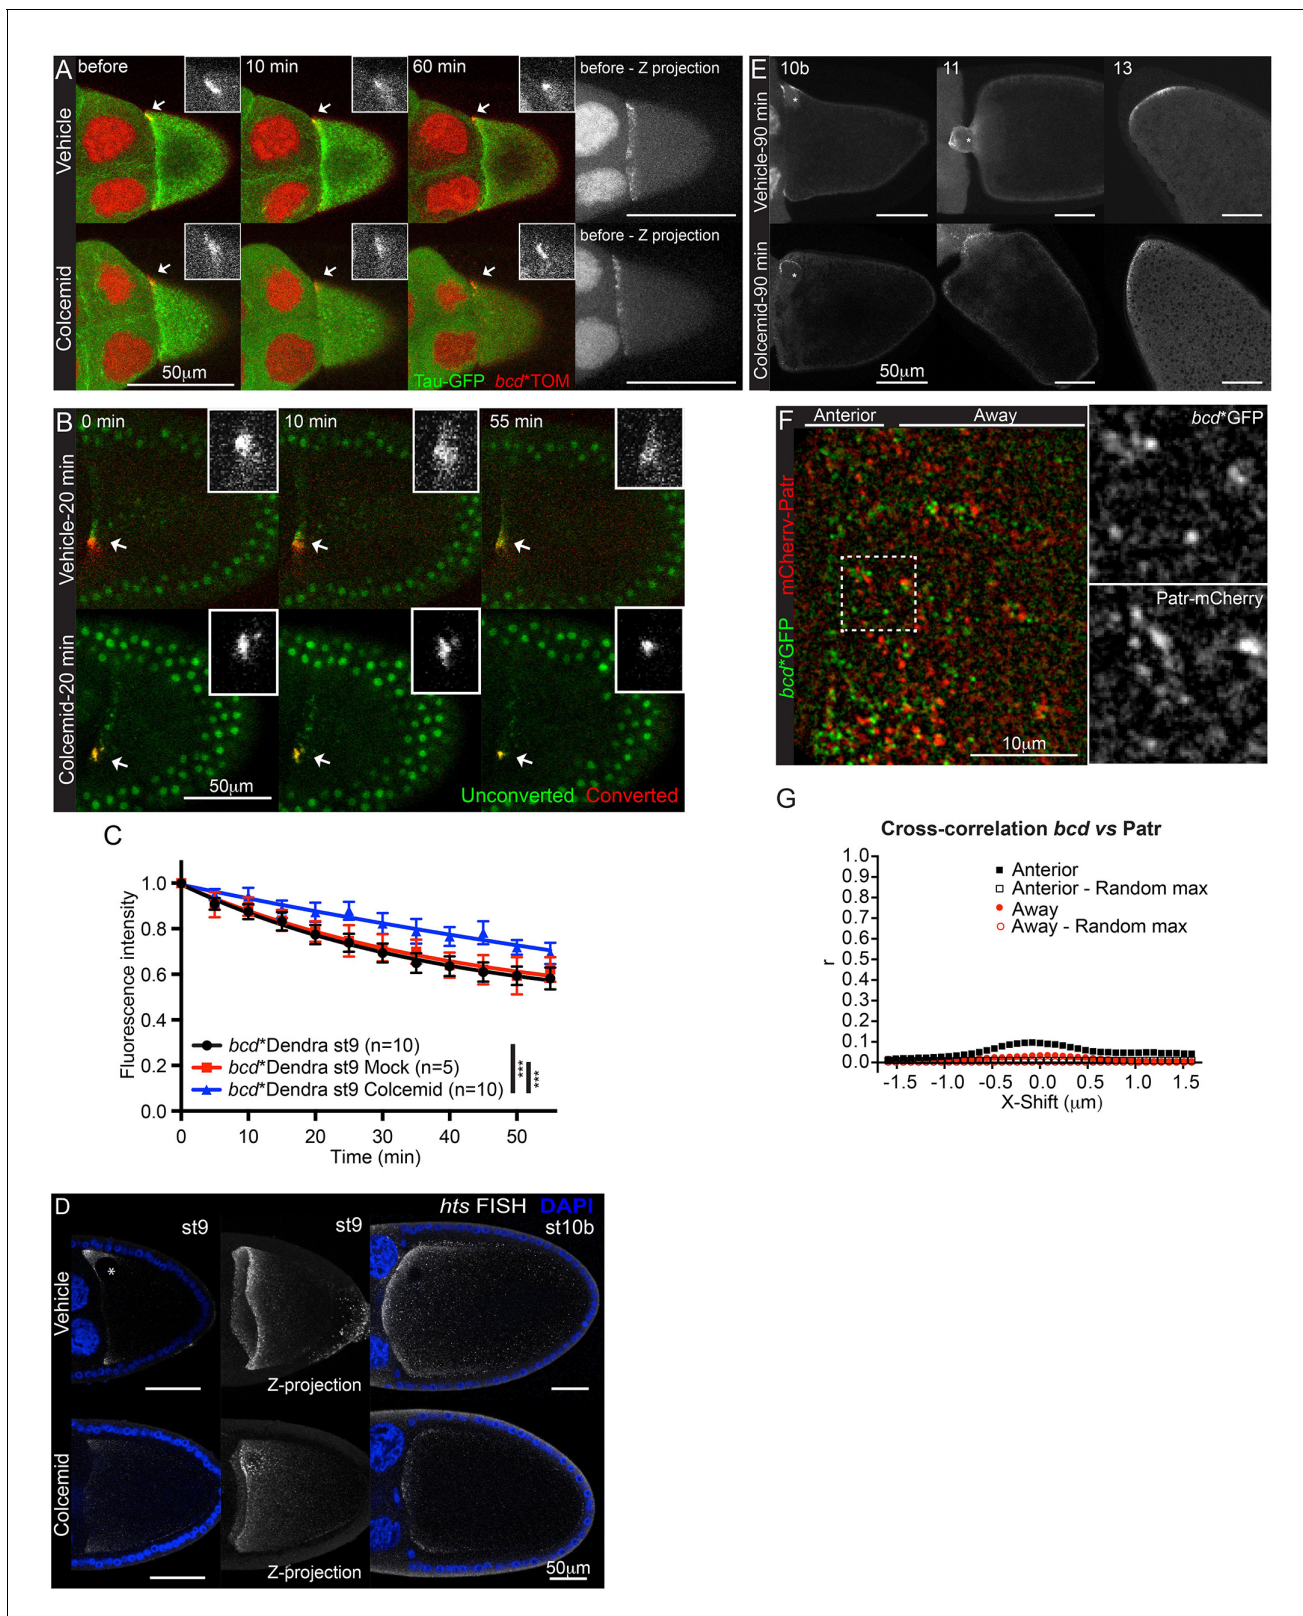 A
before
10 min
60 min
before - Z projection
Vehicle
before - Z projection
Colcemid
50μm
Tau-GFP bcd*TOM
B
0 min
10 min
55 min
Vehicle-20 min
Colcemid-20 min
50μm
Unconverted Converted
C
Fluorescence intensity
1.0
0.8
0.6
0.4
0.2
0.0
bcd*Dendra st9 (n=10)
bcd*Dendra st9 Mock (n=5)
bcd*Dendra st9 Colcemid (n=10)
***
***
0 10 20 30 40 50
Time (min)
D
hts FISH DAPI
st9
st9
st10b
Vehicle
*
Z-projection
Colcemid
Z-projection
50μm
E
10b
11
13
Vehicle-90 min
*
*
Colcemid-90 min
*
50μm
F
Anterior
Away
bcd*GFP mCherry-Patr
10μm
bcd*GFP
Patr-mCherry
G
Cross-correlation bcd vs Patr
r
1.0
0.9
0.8
0.7
0.6
0.5
0.4
0.3
0.2
0.1
0.0
Anterior
Anterior - Random max
Away
Away - Random max
-1.5 -1.0 -0.5 0.0 0.5 1.0 1.5
X-Shift (μm)